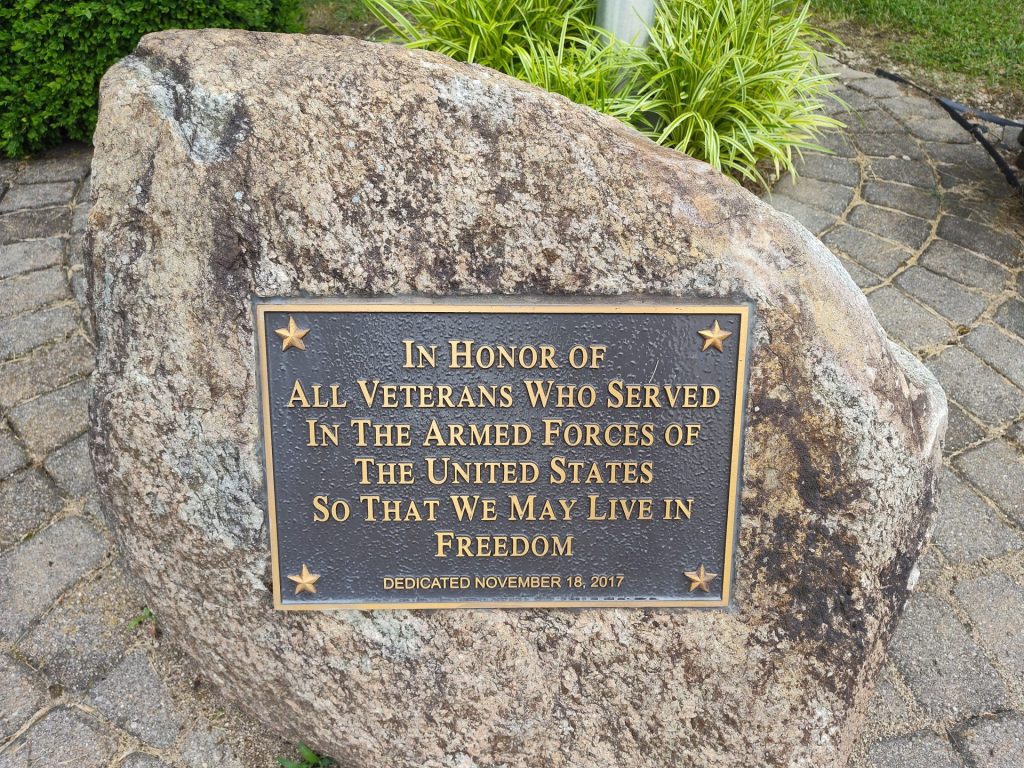 In Honor of
All Veterans Who Served
In The Armed Forces of
The United States
So That We May Live in
Freedom
DEDICATED NOVEMBER 18, 2017